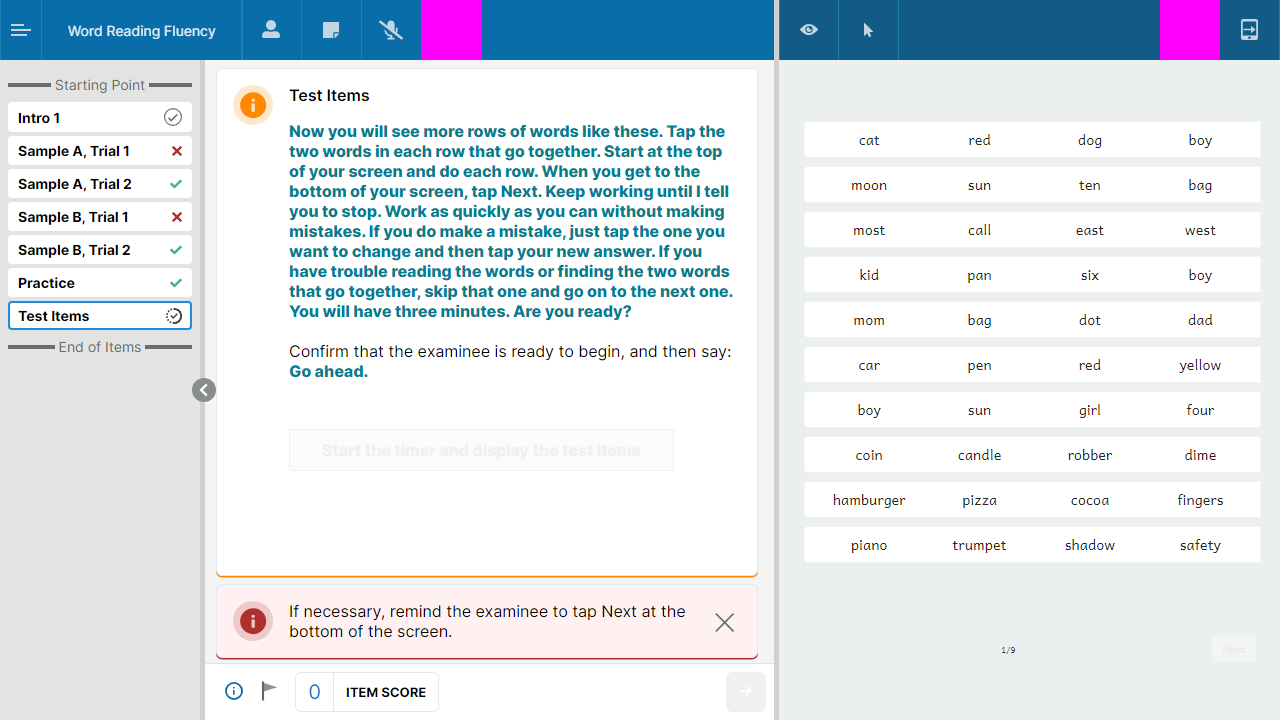 Word Reading Fluency
Starting Point
Intro 1
Sample A, Trial 1
Sample A, Trial 2
Sample B, Trial 1
Sample B, Trial 2
Practice
Test Items
End of Items
Test Items
Now you will see more rows of words like these. Tap the
two words in each row that go together. Start at the top
of your screen and do each row. When you get to the
bottom of your screen, tap Next. Keep working until I tell
you to stop. Work as quickly as you can without making
mistakes. If you do make a mistake, just tap the one you
want to change and then tap your new answer. If you
have trouble reading the words or finding the two words
that go together, skip that one and go on to the next one.
You will have three minutes. Are you ready?
Confirm that the examinee is ready to begin, and then say:
Go ahead.
Start the timer and display the test items
If necessary, remind the examinee to tap Next at the
bottom of the screen.
0 ITEM SCORE
cat red dog boy
moon sun ten bag
most call east west
kid pan six boy
mom bag dot dad
car pen red yellow
boy sun girl four
coin candle robber dime
hamburger pizza cocoa fingers
piano trumpet shadow safety
1/9
Next